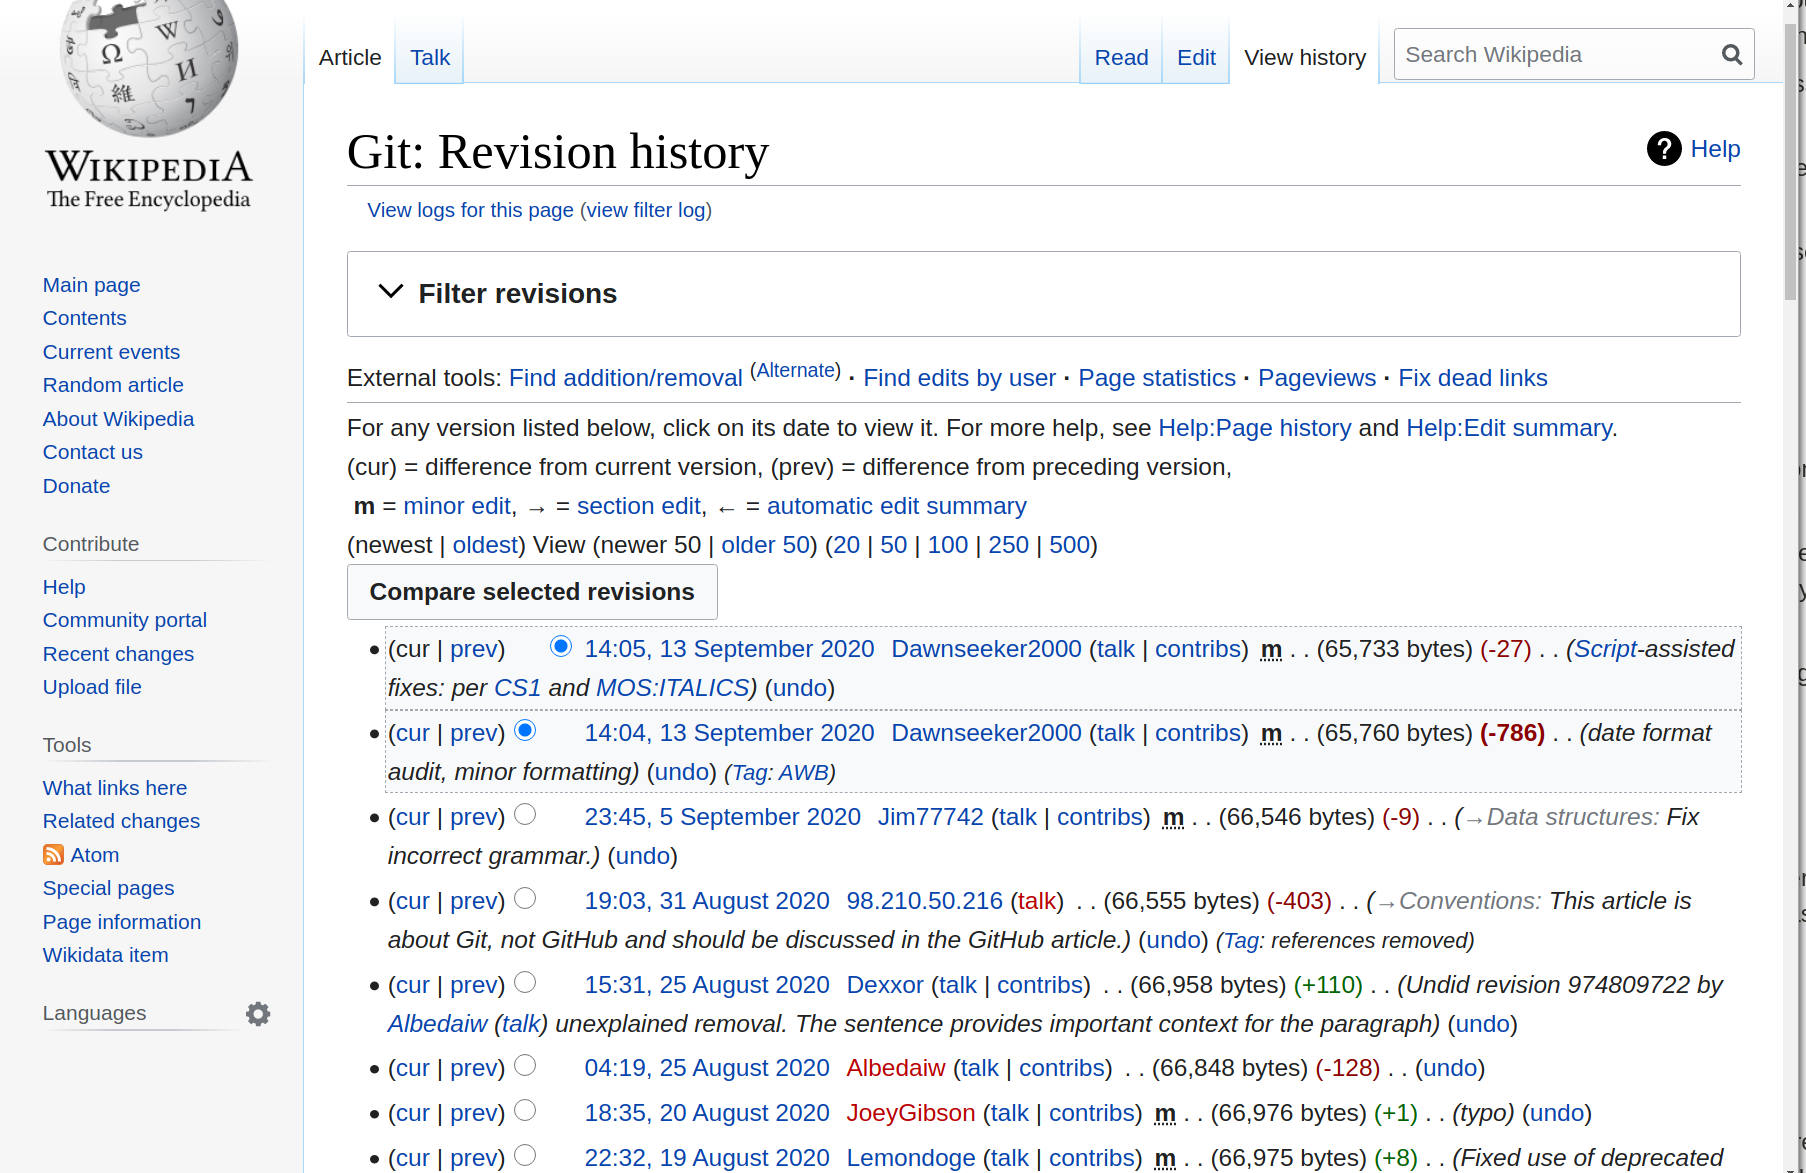 Article Talk Read Edit View history Search Wikipedia
WIKIPEDIA
The Free Encyclopedia
Main page
Contents
Current events
Random article
About Wikipedia
Contact us
Donate
Contribute
Help
Community portal
Recent changes
Upload file
Tools
What links here
Related changes
Atom
Special pages
Page information
Wikidata item
Languages
Git: Revision history
Help
View logs for this page (view filter log)
Filter revisions
External tools: Find addition/removal (Alternate) · Find edits by user · Page statistics · Pageviews · Fix dead links
For any version listed below, click on its date to view it. For more help, see Help:Page history and Help:Edit summary.
(cur) = difference from current version, (prev) = difference from preceding version,
m = minor edit, → = section edit, ← = automatic edit summary
(newest | oldest) View (newer 50 | older 50) (20 | 50 | 100 | 250 | 500)
Compare selected revisions
(cur | prev) 14:05, 13 September 2020 Dawnseeker2000 (talk | contribs) m . . (65,733 bytes) (-27) . . (Script-assisted
fixes: per CS1 and MOS:ITALICS) (undo)
(cur | prev) 14:04, 13 September 2020 Dawnseeker2000 (talk | contribs) m . . (65,760 bytes) (-786) . . (date format
audit, minor formatting) (undo) (Tag: AWB)
(cur | prev) 23:45, 5 September 2020 Jim77742 (talk | contribs) m . . (66,546 bytes) (-9) . . (→Data structures: Fix
incorrect grammar.) (undo)
(cur | prev) 19:03, 31 August 2020 98.210.50.216 (talk) . . (66,555 bytes) (-403) . . (→Conventions: This article is
about Git, not GitHub and should be discussed in the GitHub article.) (undo) (Tag: references removed)
(cur | prev) 15:31, 25 August 2020 Dexxor (talk | contribs) . . (66,958 bytes) (+110) . . (Undid revision 974809722 by
Albedaiw (talk) unexplained removal. The sentence provides important context for the paragraph) (undo)
(cur | prev) 04:19, 25 August 2020 Albedaiw (talk | contribs) . . (66,848 bytes) (-128) . . (undo)
(cur | prev) 18:35, 20 August 2020 JoeyGibson (talk | contribs) m . . (66,976 bytes) (+1) . . (typo) (undo)
(cur | prev) 22:32, 19 August 2020 Lemondoge (talk | contribs) m . . (66,975 bytes) (+8) . . (Fixed use of deprecated